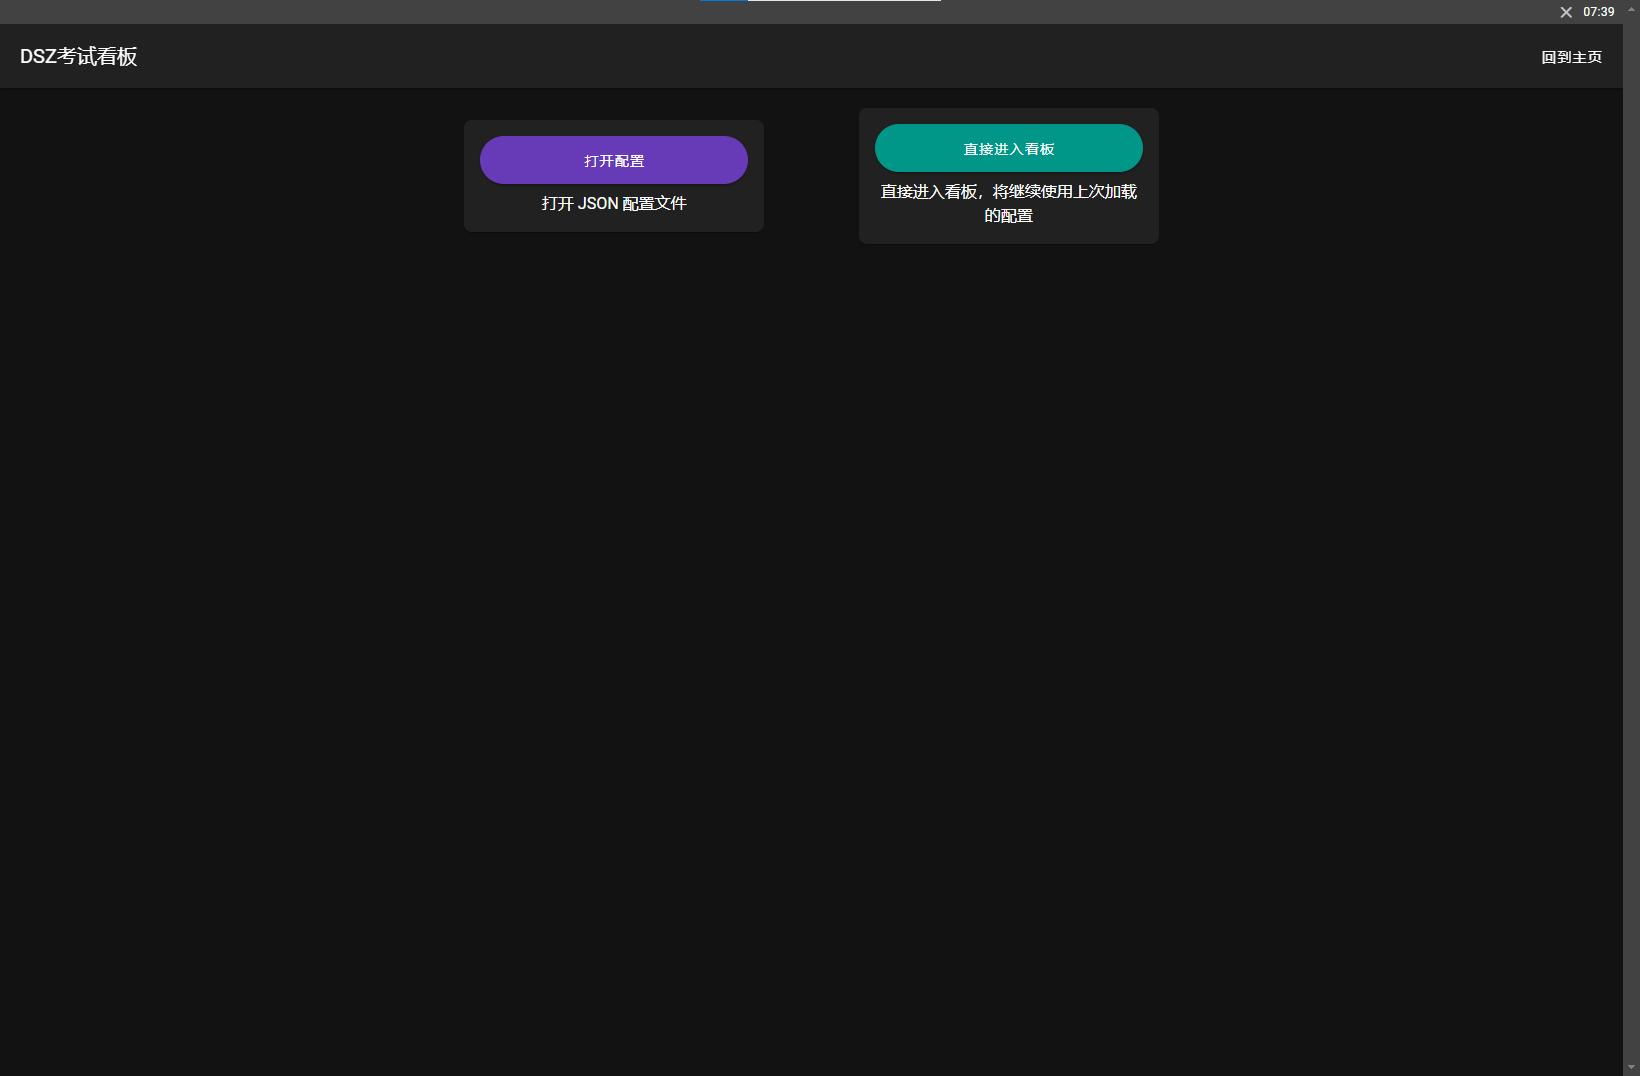 07:39
DSZ考试看板
回到主页
打开配置
打开 JSON 配置文件
直接进入看板
直接进入看板，将继续使用上次加载
的配置